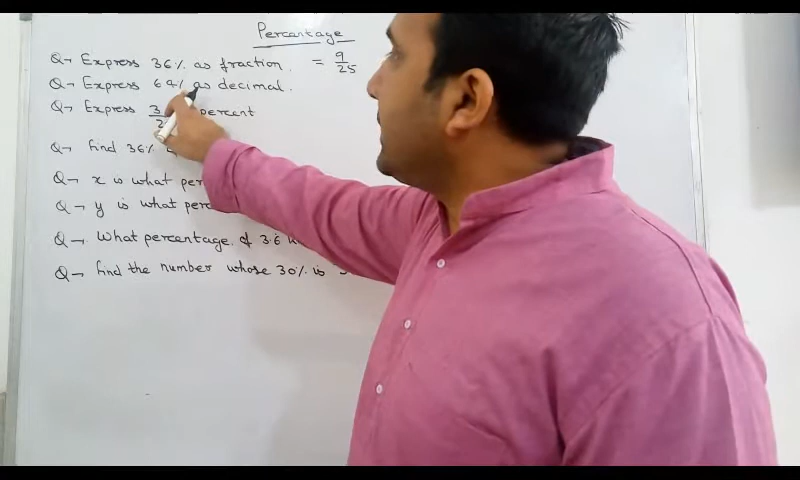 Percentage
Q→ Express 36% as fraction. = 9/25
Q→ Express 64% as decimal.
Q→ Express 3/2 percent
Q→ find 36%
Q→ x is what per
Q→ y is what perc
Q→ What percentage of 36
Q→ find the number whose 30% is